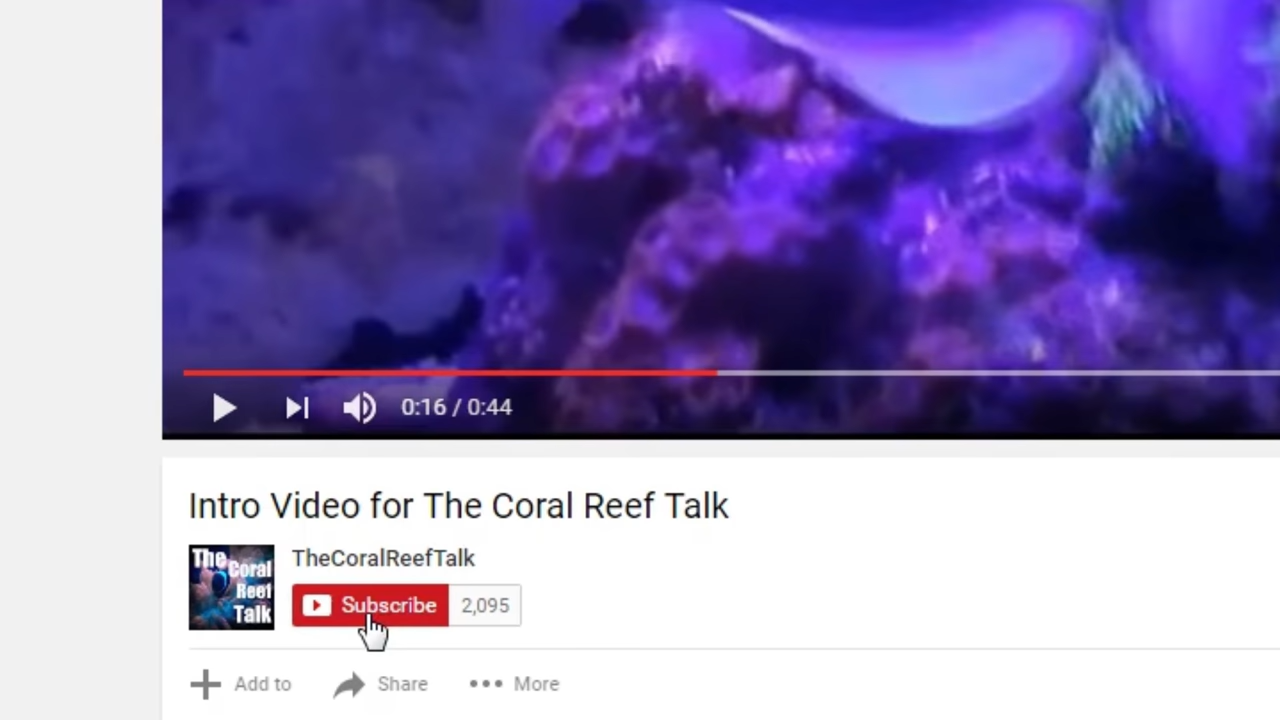 0:16 / 0:44
Intro Video for The Coral Reef Talk
The
Coral
Reef
Talk
TheCoralReefTalk
Subscribe 2,095
Add to Share More